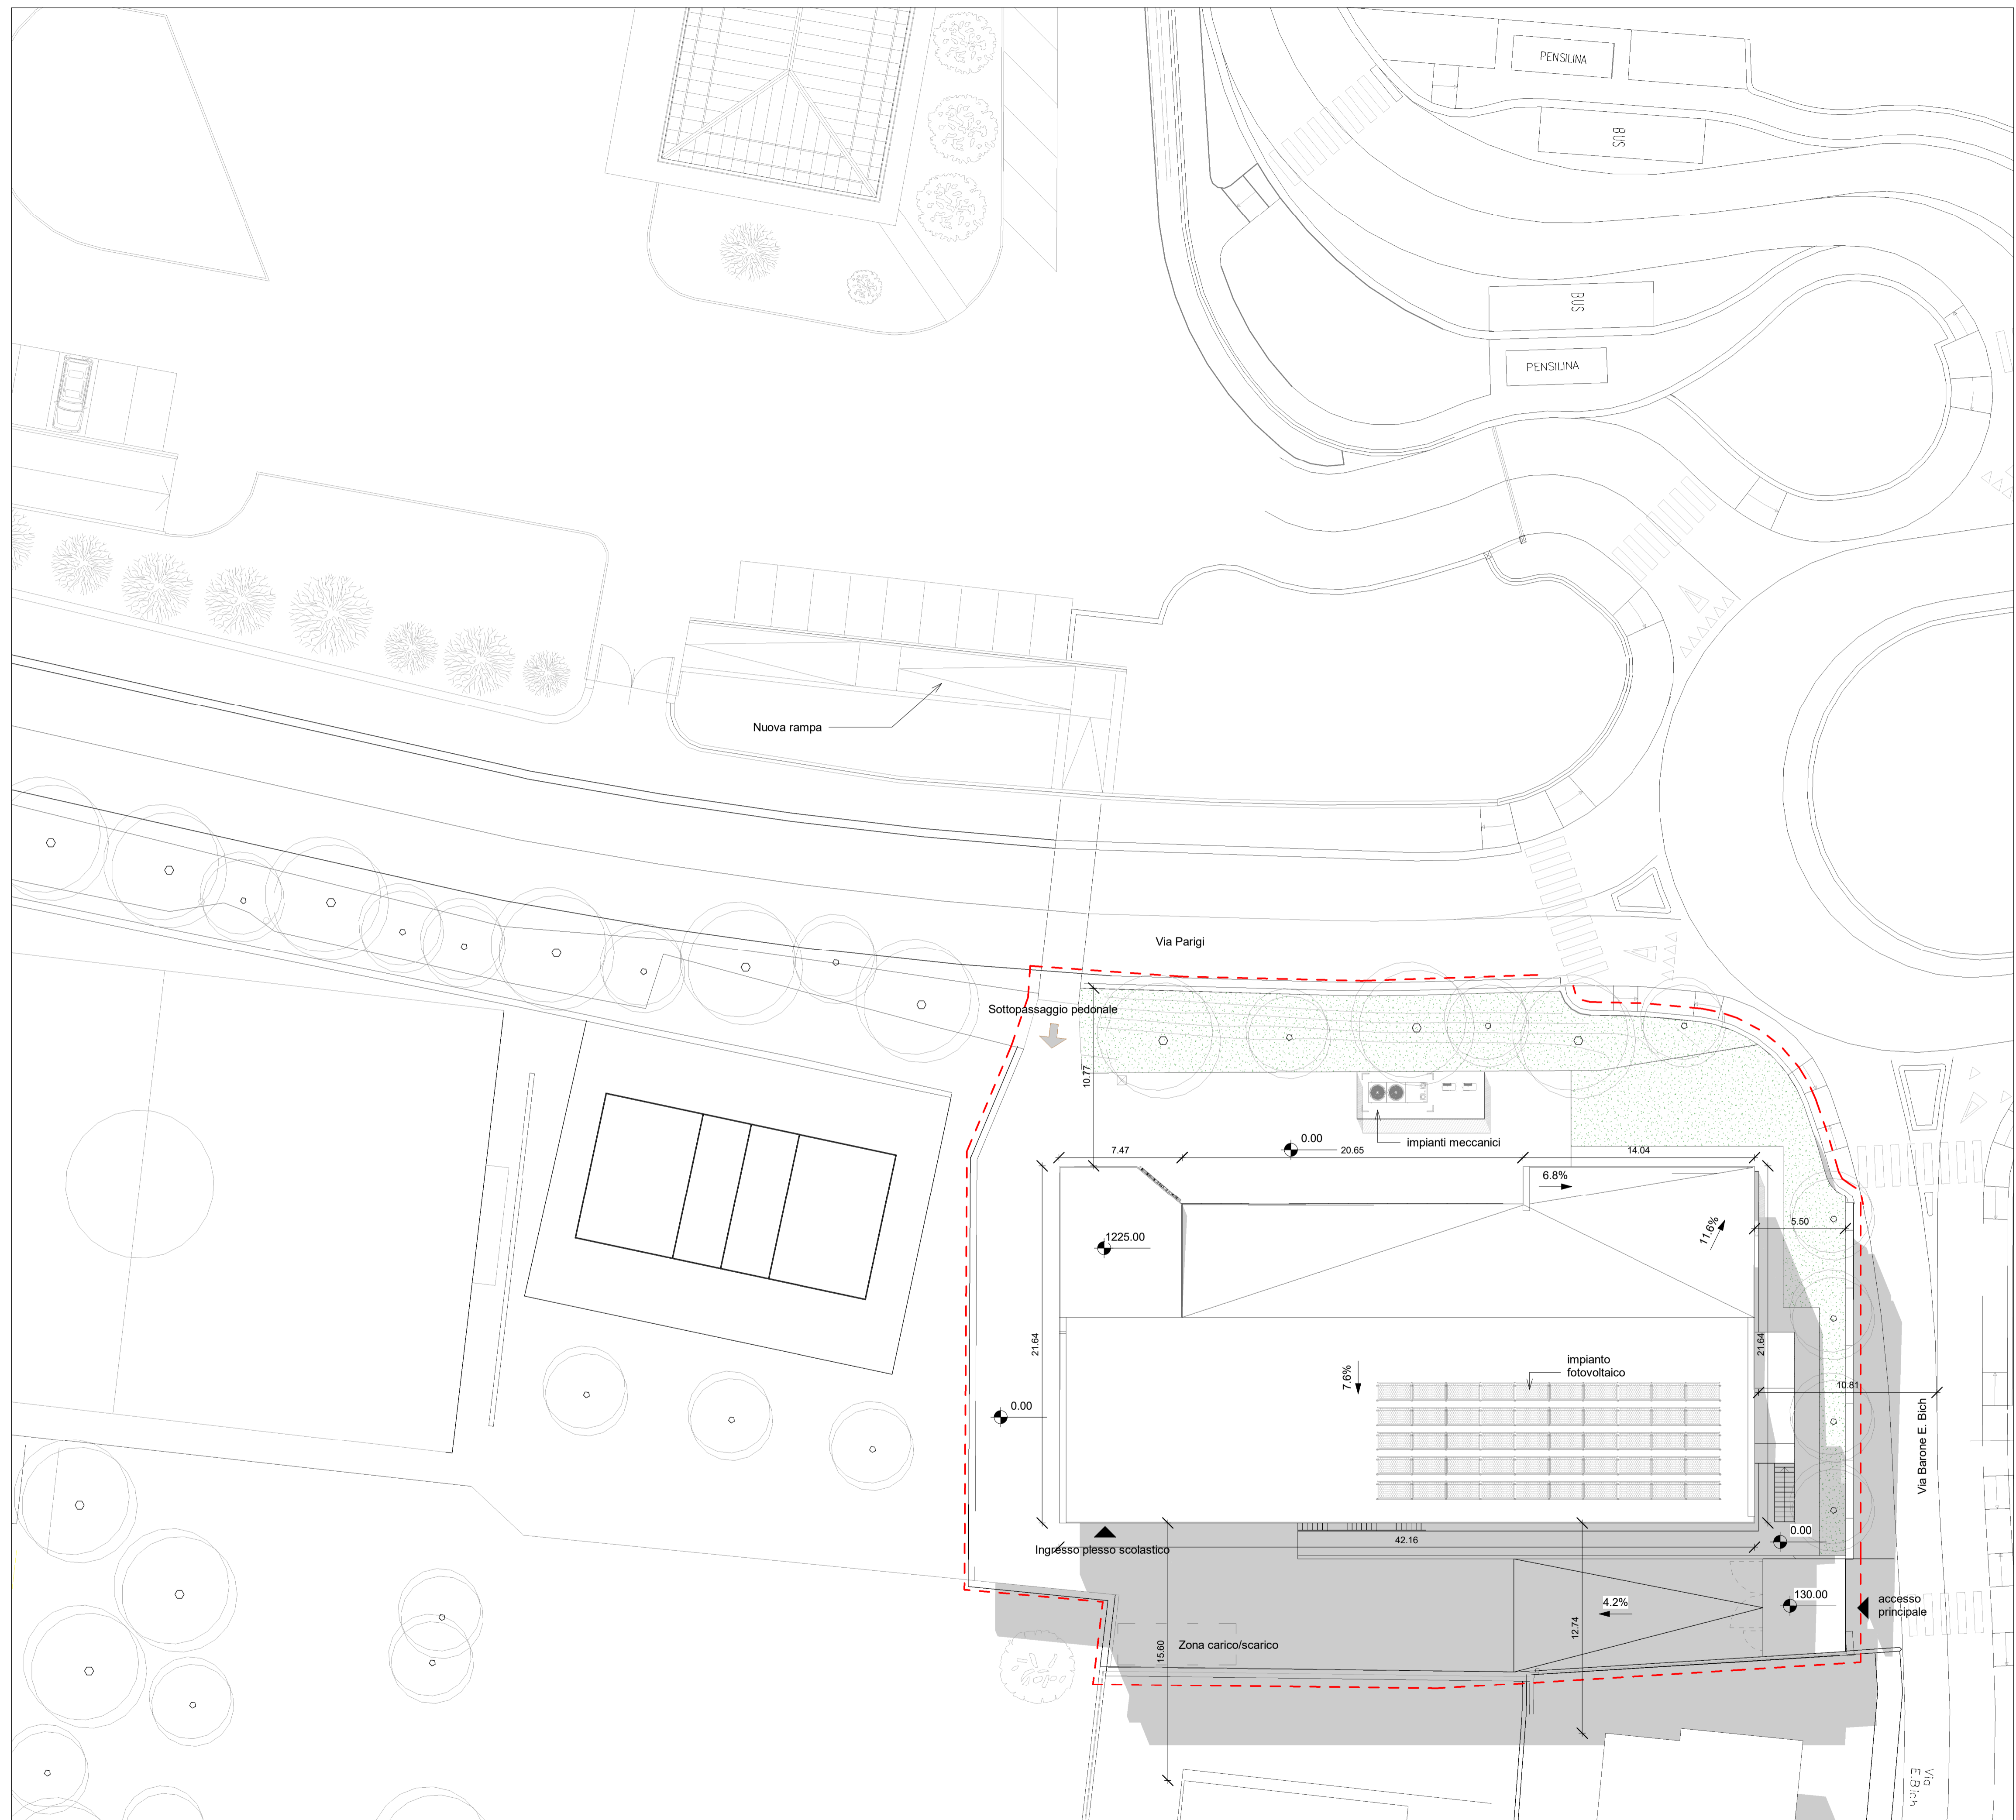 PENSILINA
BUS
BUS
PENSILINA
Nuova rampa
Via Parigi
Sottopassaggio pedonale
10.77
impianti meccanici
0.00
7.47
20.65
14.04
6.8%
11.6%
5.50
1225.00
21.64
21.64
7.6%
impianto
fotovoltaico
10.81
0.00
Via Barone E. Bich
0.00
Ingresso plesso scolastico
42.16
4.2%
130.00
accesso
principale
12.74
15.60
Zona carico/scarico
Via
E.Binh